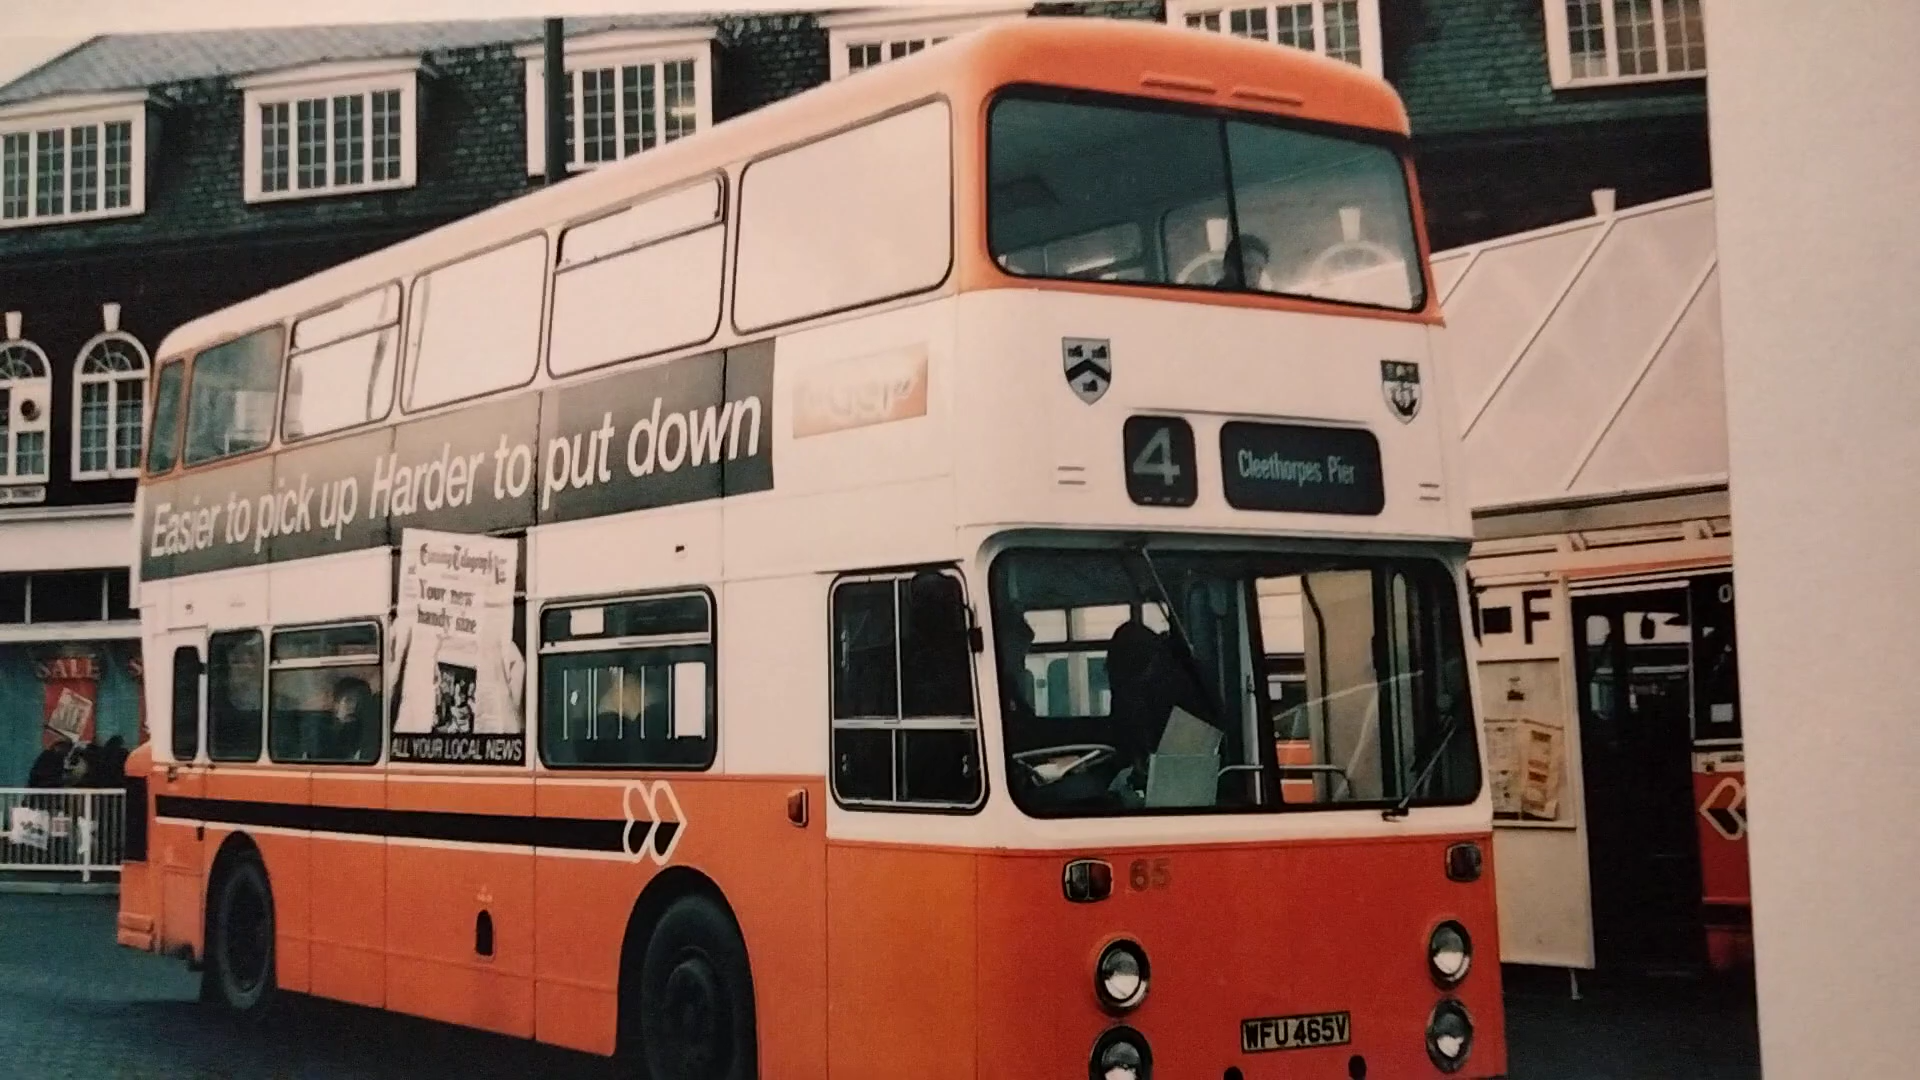 Easier to pick up Harder to put down
Evening Telegraph
Your new
handy size
ALL YOUR LOCAL NEWS
4
Cleethorpes Pier
65
WFU 465V
F
SALE